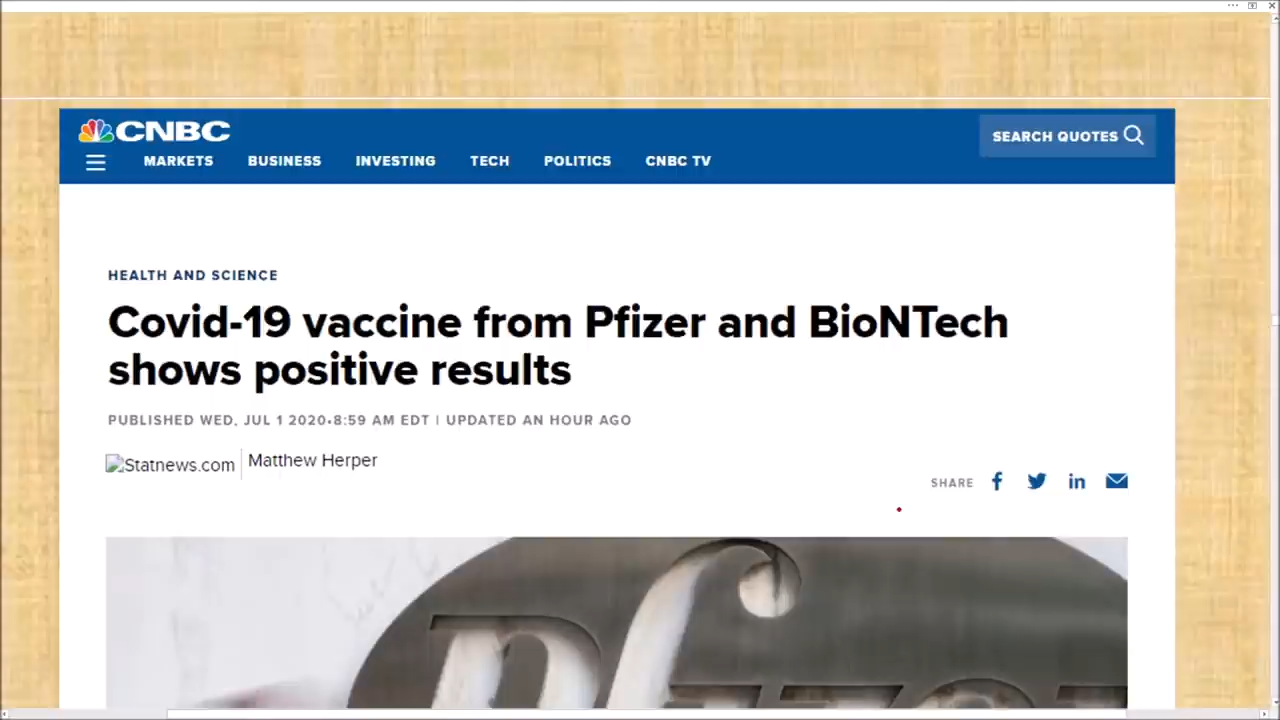 CNBC
SEARCH QUOTES
MARKETS BUSINESS INVESTING TECH POLITICS CNBC TV
HEALTH AND SCIENCE
Covid-19 vaccine from Pfizer and BioNTech
shows positive results
PUBLISHED WED, JUL 1 2020•8:59 AM EDT | UPDATED AN HOUR AGO
Statnews.com Matthew Herper
SHARE
Pfizer